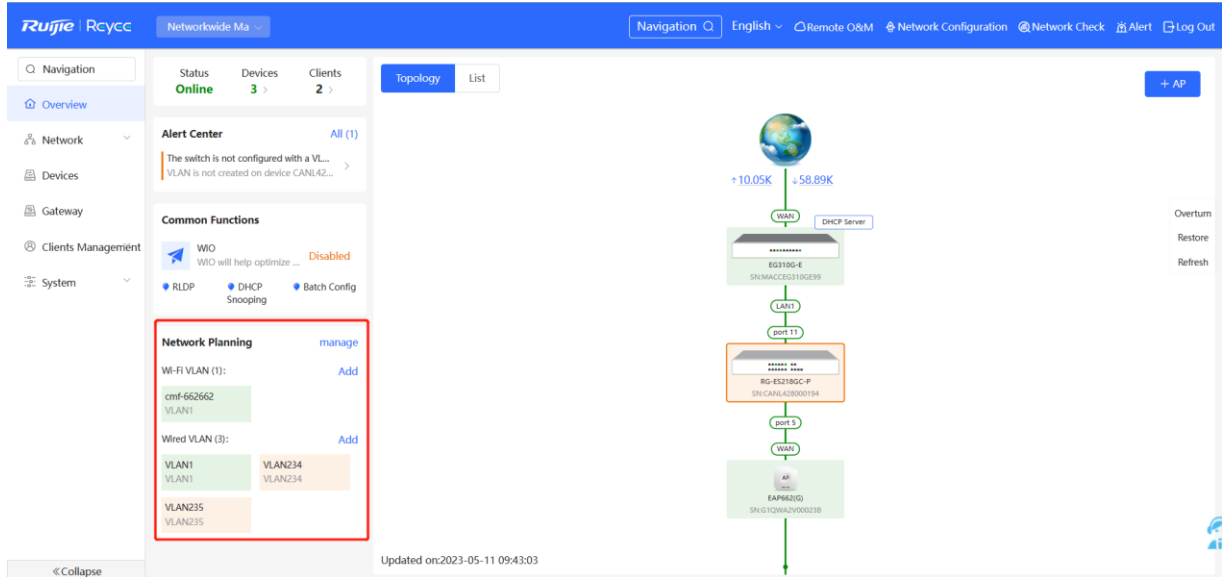 Ruijie | Rcycc
Networkwide Ma
Navigation
English
Remote O&M
Network Configuration
Network Check
Alert
Log Out
Navigation
Overview
Network
Devices
Gateway
Clients Management
System
«Collapse
Status Devices Clients
Online 3 > 2 >
Alert Center All (1)
The switch is not configured with a VL...
VLAN is not created on device CANL42...
Common Functions
WIO
WIO will help optimize ...
Disabled
RLDP DHCP Batch Config
Snooping
Network Planning manage
Wi-Fi VLAN (1): Add
cmf-662662
VLAN1
Wired VLAN (3): Add
VLAN1 VLAN234
VLAN1 VLAN234
VLAN235
VLAN235
Topology List
+ AP
↑10.05K ↓58.89K
WAN
DHCP Server
EG310G-E
SN:MACCEG310GE99
LAN1
port 11
RG-ES218GC-P
SN:CANL428000194
port 5
WAN
AP
EAP662(G)
SN:G1QWA2V00023B
Overturn
Restore
Refresh
Updated on:2023-05-11 09:43:03